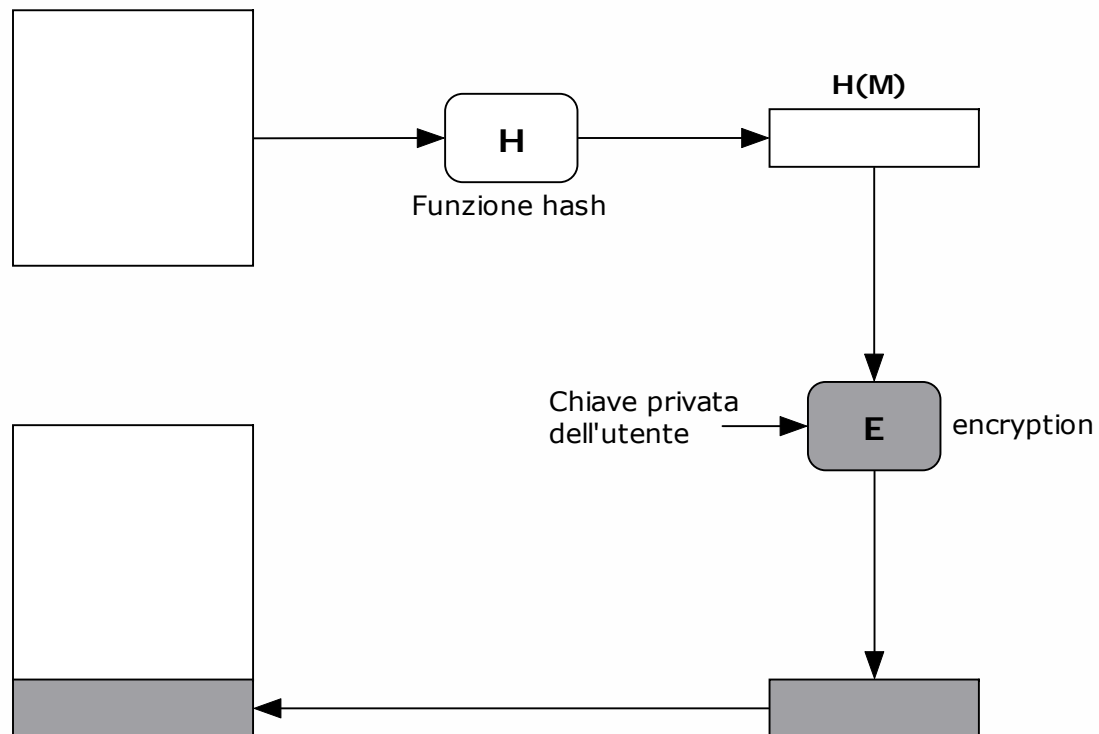 H(M)
H
Funzione hash
Chiave privata
dell'utente
E
encryption